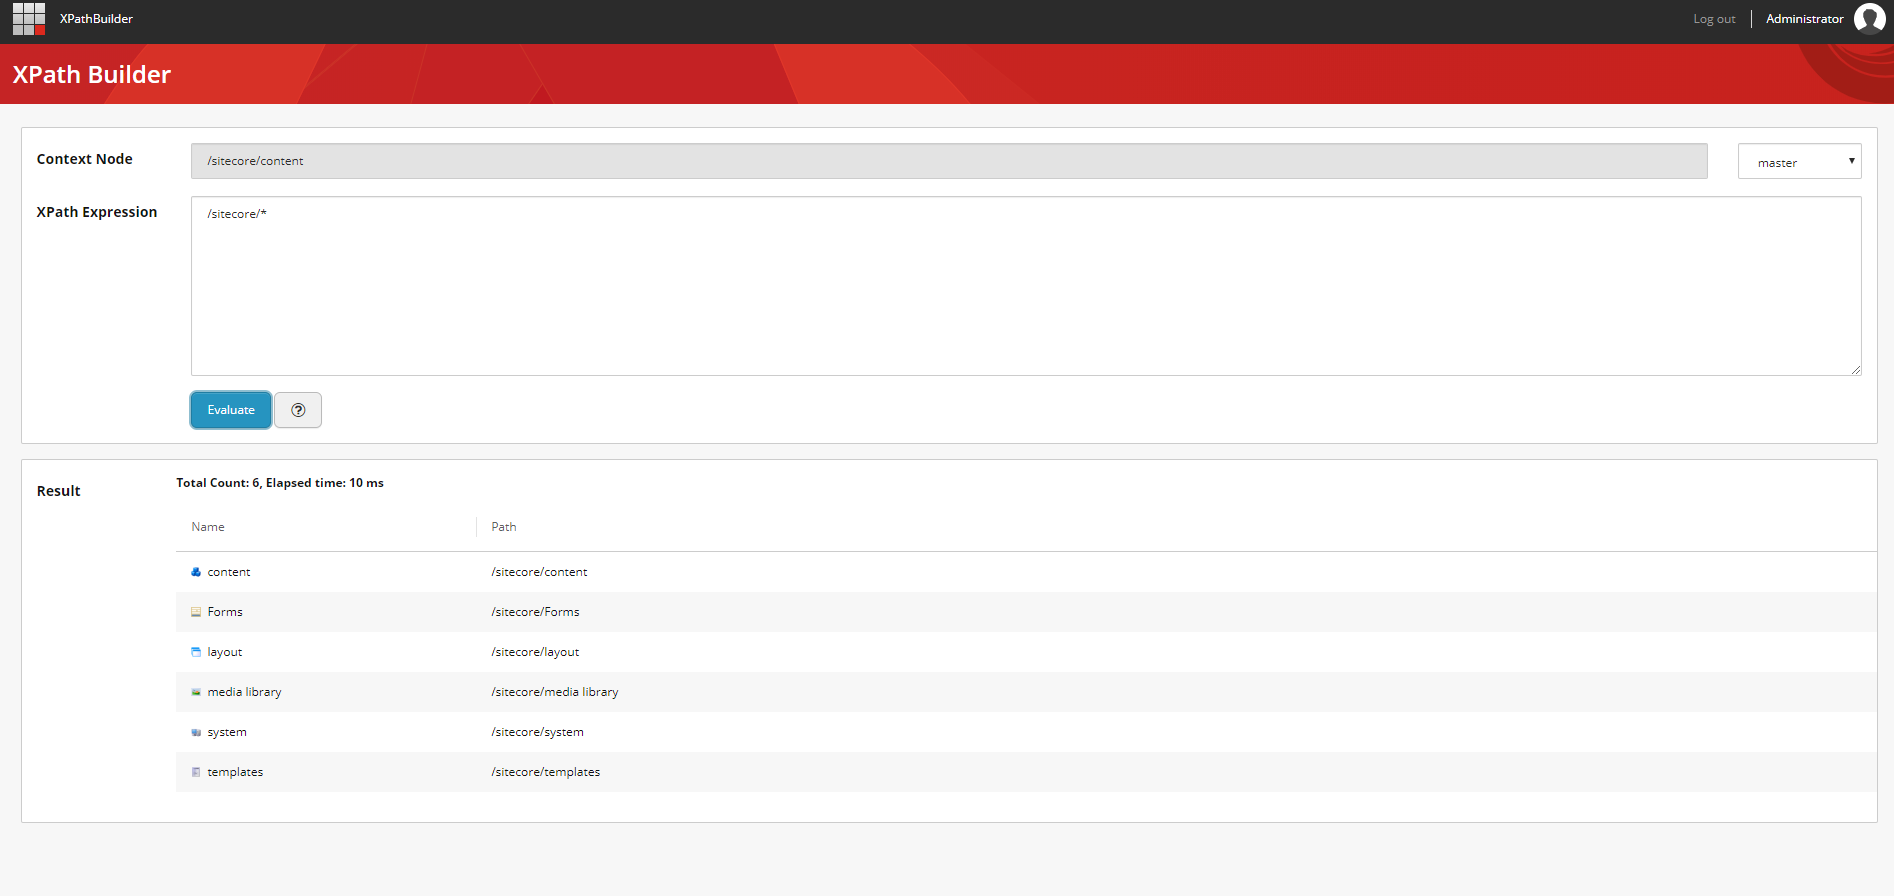 XPathBuilder
Log out
Administrator
XPath Builder
Context Node
/sitecore/content
master
XPath Expression
/sitecore/*
Evaluate
?
Result
Total Count: 6, Elapsed time: 10 ms
Name Path
content /sitecore/content
Forms /sitecore/Forms
layout /sitecore/layout
media library /sitecore/media library
system /sitecore/system
templates /sitecore/templates